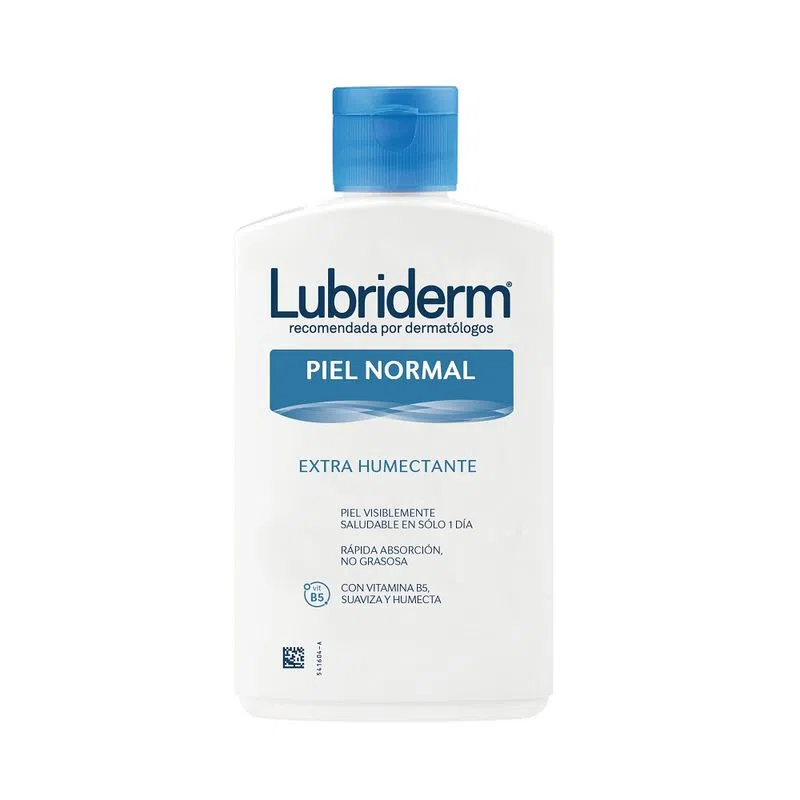 Lubriderm®
recomendada por dermatólogos
PIEL NORMAL
EXTRA HUMECTANTE
PIEL VISIBLEMENTE
SALUDABLE EN SÓLO 1 DÍA
RÁPIDA ABSORCIÓN,
NO GRASOSA
vit
B5
CON VITAMINA B5,
SUAVIZA Y HUMECTA
541604-A